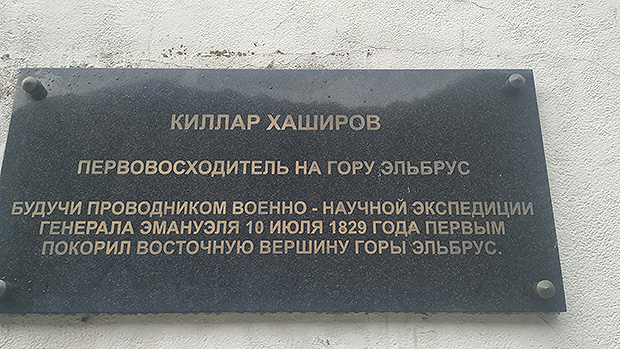 КИЛЛАР ХАШИРОВ
ПЕРВОВОСХОДИТЕЛЬ НА ГОРУ ЭЛЬБРУС
БУДУЧИ ПРОВОДНИКОМ ВОЕННО - НАУЧНОЙ ЭКСПЕДИЦИИ
ГЕНЕРАЛА ЭМАНУЭЛЯ 10 ИЮЛЯ 1829 ГОДА ПЕРВЫМ
ПОКОРИЛ ВОСТОЧНУЮ ВЕРШИНУ ГОРЫ ЭЛЬБРУС.